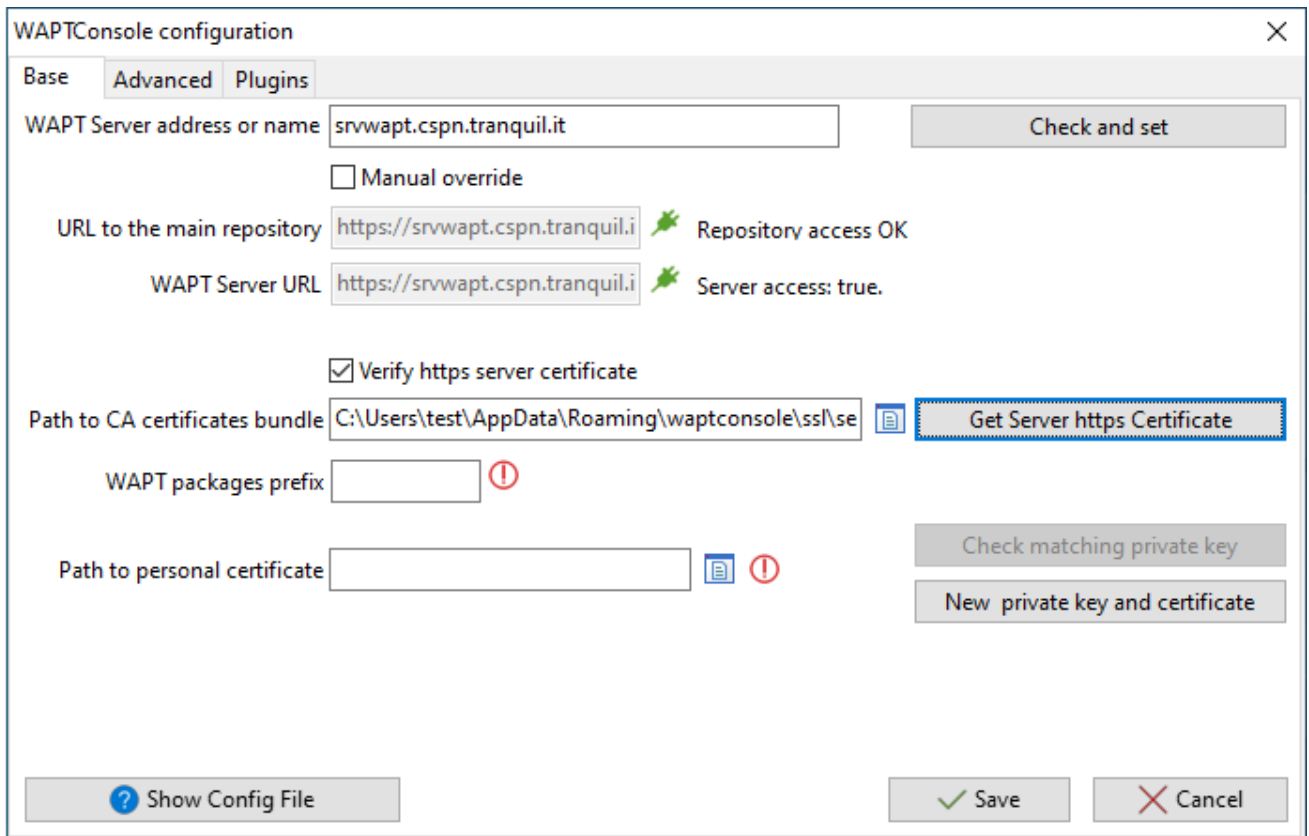 WAPTConsole configuration
Base Advanced Plugins
WAPT Server address or name srvwapt.cspn.tranquil.it Check and set
Manual override
URL to the main repository https://srvwapt.cspn.tranquil.i Repository access OK
WAPT Server URL https://srvwapt.cspn.tranquil.i Server access: true.
Verify https server certificate
Path to CA certificates bundle C:\Users\test\AppData\Roaming\waptconsole\ssl\se Get Server https Certificate
WAPT packages prefix
Check matching private key
Path to personal certificate
New private key and certificate
Show Config File Save Cancel